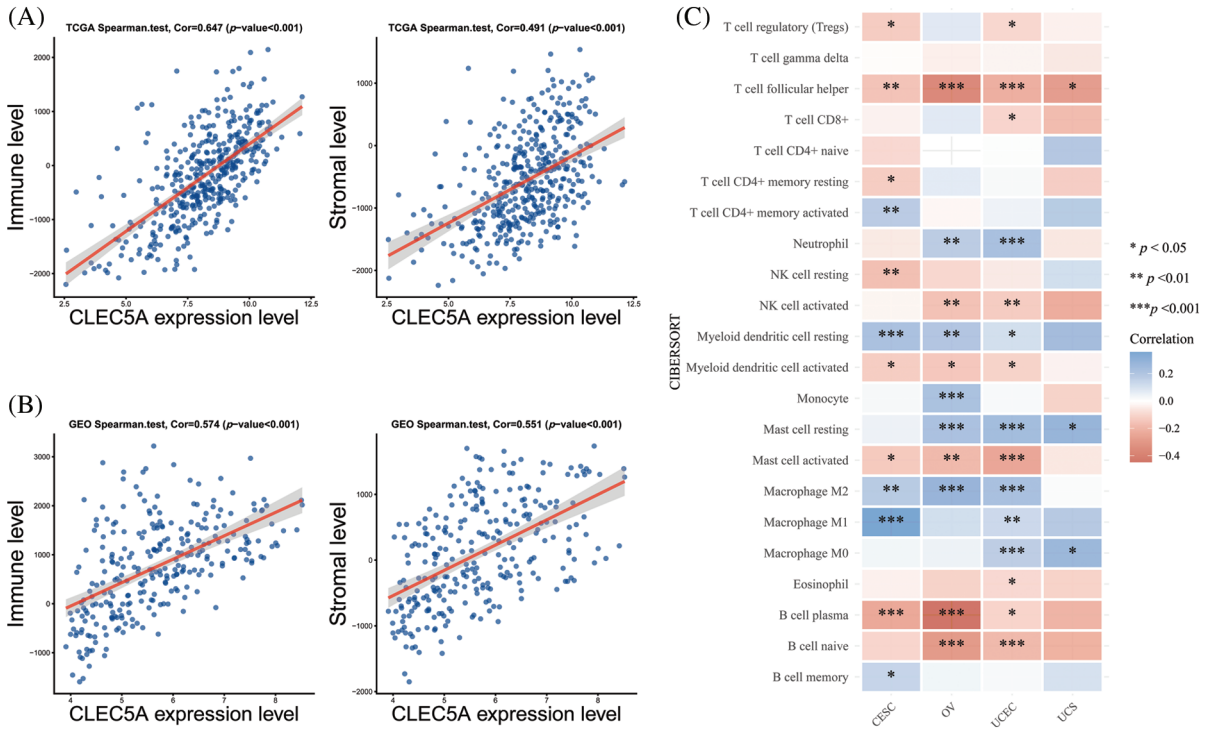 (A)
TCGA Spearman.test, Cor=0.647 (p-value<0.001)
Immune level
2000
1000
0
−1000
−2000
2.5
5.0
7.5
10.0
12.5
CLEC5A expression level
TCGA Spearman.test, Cor=0.491 (p-value<0.001)
Stromal level
2000
1000
0
−1000
−2000
2.5
5.0
7.5
10.0
12.5
CLEC5A expression level
(B)
GEO Spearman.test, Cor=0.574 (p-value<0.001)
Immune level
3000
2000
1000
0
−1000
4
5
6
7
8
CLEC5A expression level
GEO Spearman.test, Cor=0.551 (p-value<0.001)
Stromal level
1000
0
−1000
−2000
4
5
6
7
8
CLEC5A expression level
(C)
CIBERSORT
T cell regulatory (Tregs) * *
T cell gamma delta
T cell follicular helper ** *** *** *
T cell CD8+ *
T cell CD4+ naive
T cell CD4+ memory resting *
T cell CD4+ memory activated **
Neutrophil ** ***
NK cell resting **
NK cell activated ** **
Myeloid dendritic cell resting *** ** *
Myeloid dendritic cell activated * * *
Monocyte ***
Mast cell resting *** *** *
Mast cell activated * ** ***
Macrophage M2 ** *** ***
Macrophage M1 *** **
Macrophage M0 *** *
Eosinophil *
B cell plasma *** *** *
B cell naive *** ***
B cell memory *
CESC
OV
UCEC
UCS
* p < 0.05
** p <0.01
***p <0.001
Correlation
0.2
0.0
−0.2
−0.4